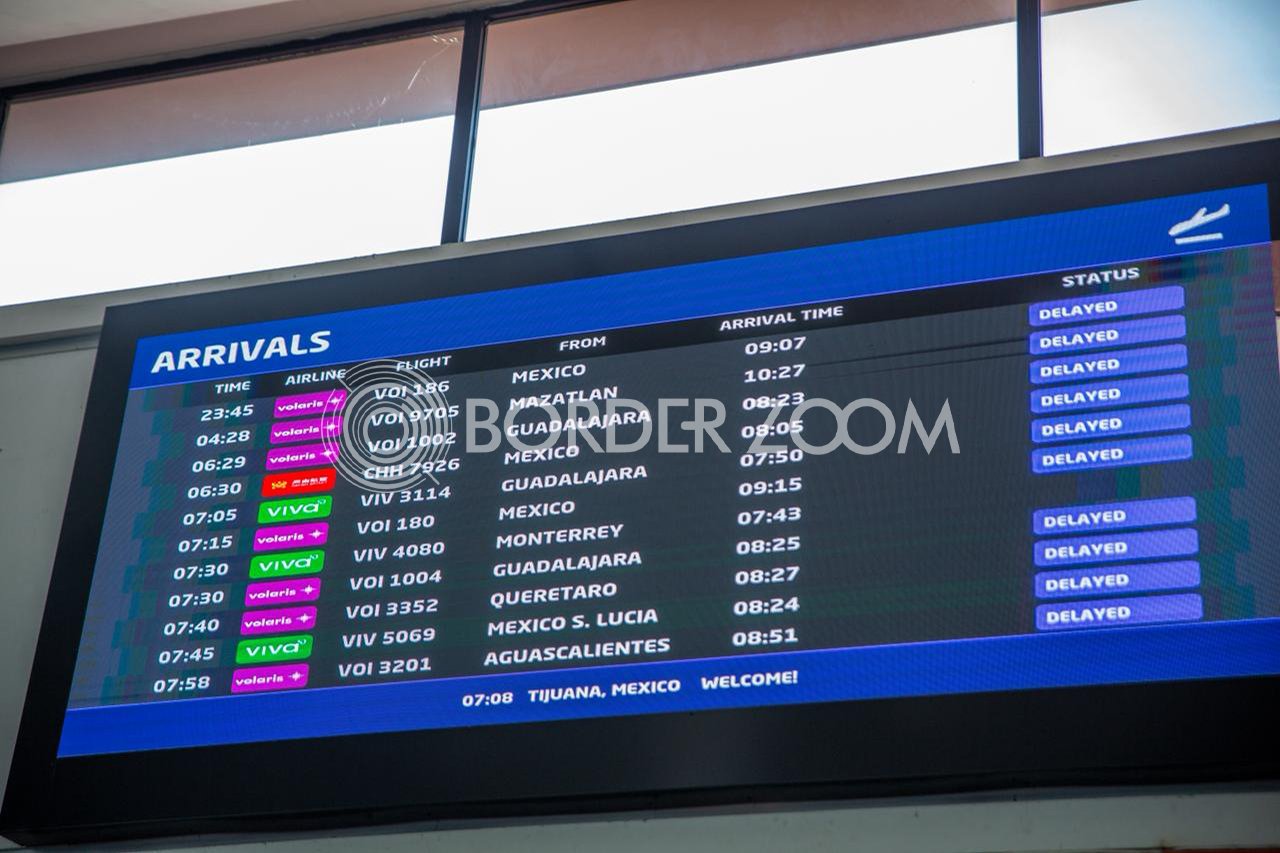 ARRIVALS
TIME AIRLINE FLIGHT FROM ARRIVAL TIME STATUS
23:45 volaris VOI 186 MEXICO 09:07 DELAYED
04:28 volaris VOI 9705 MAZATLAN 10:27 DELAYED
06:29 volaris VOI 1002 GUADALAJARA 08:23 DELAYED
06:30 CHH 7926 MEXICO 08:05 DELAYED
07:05 viva VIV 3114 GUADALAJARA 07:50 DELAYED
07:15 volaris VOI 180 MEXICO 09:15 DELAYED
07:30 viva VIV 4080 MONTERREY 07:43
07:30 volaris VOI 1004 GUADALAJARA 08:25 DELAYED
07:40 volaris VOI 3352 QUERETARO 08:27 DELAYED
07:45 viva VIV 5069 MEXICO S. LUCIA 08:24 DELAYED
07:58 volaris VOI 3201 AGUASCALIENTES 08:51 DELAYED
07:08 TIJUANA, MEXICO WELCOME!
BORDER ZOOM